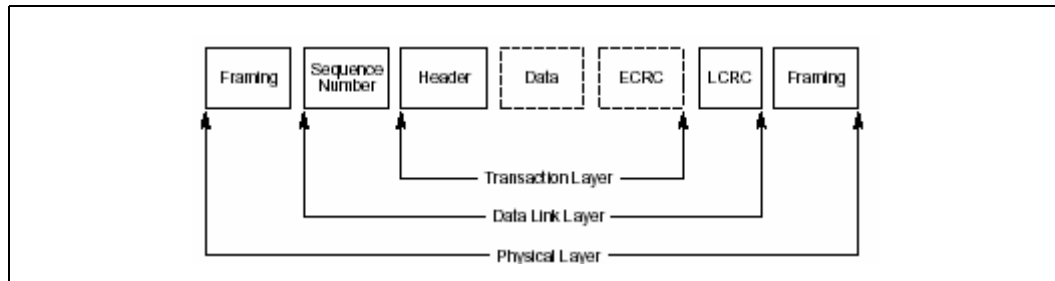 Framing
Sequence
Number
Header
Data
ECRC
LCRC
Framing
Transaction Layer
Data Link Layer
Physical Layer